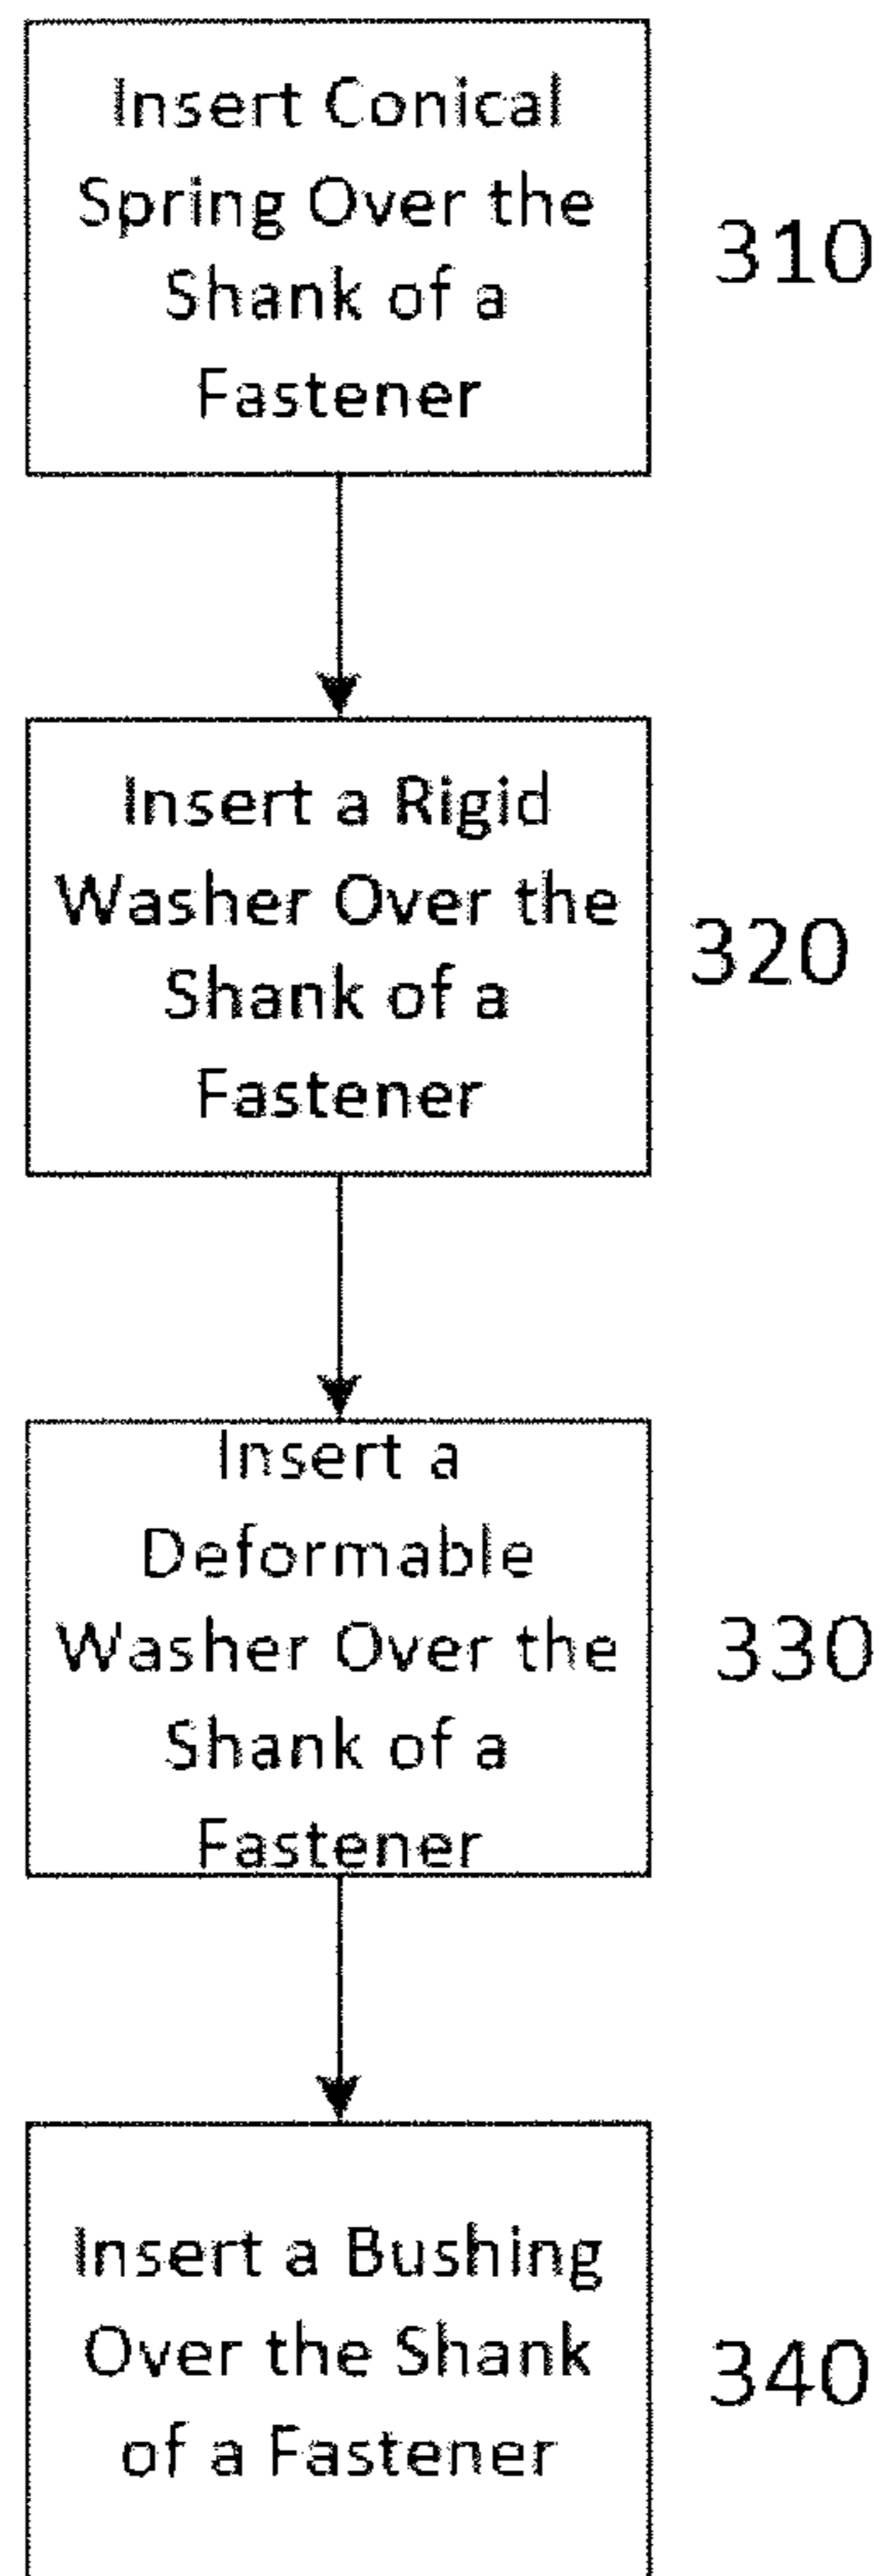 Insert Conical
Spring Over the
Shank of a
Fastener
310
Insert a Rigid
Washer Over the
Shank of a
Fastener
320
Insert a
Deformable
Washer Over the
Shank of a
Fastener
330
Insert a Bushing
Over the Shank
of a Fastener
340